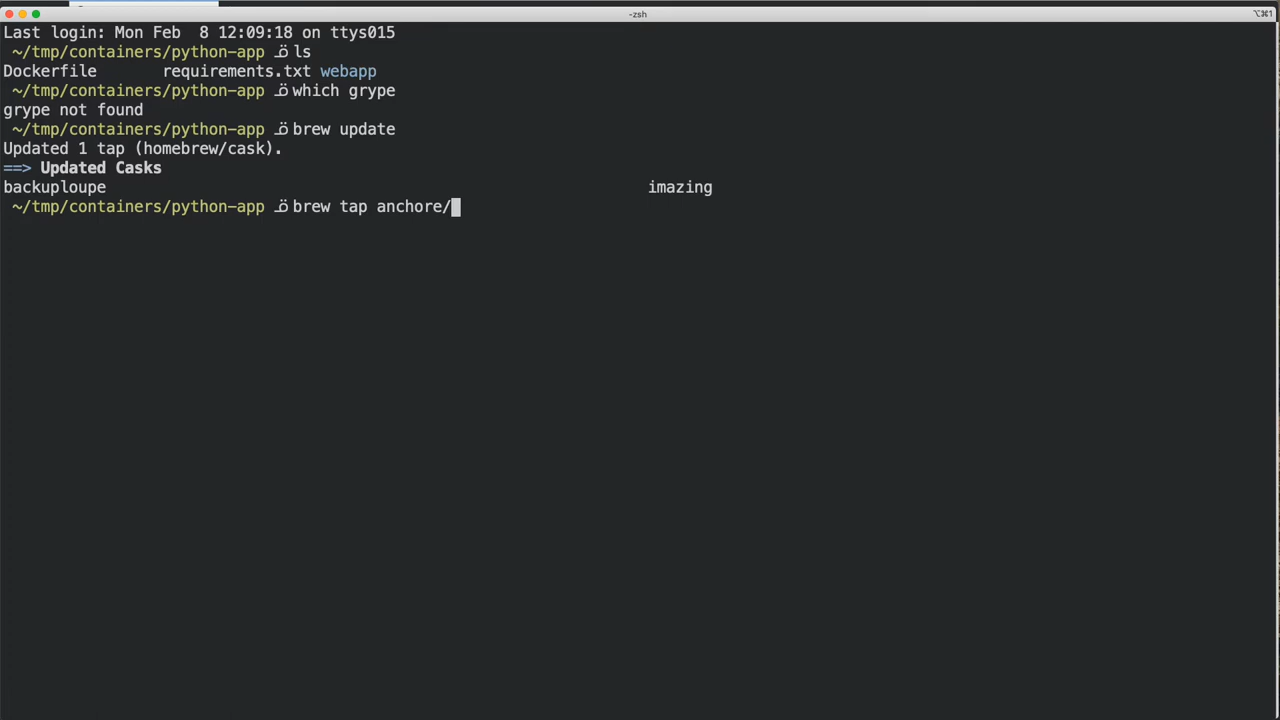 -zsh
⌥⌘1
Last login: Mon Feb  8 12:09:18 on ttys015
~/tmp/containers/python-app ls
Dockerfile       requirements.txt webapp
~/tmp/containers/python-app which grype
grype not found
~/tmp/containers/python-app brew update
Updated 1 tap (homebrew/cask).
==> Updated Casks
backuploupe imazing
~/tmp/containers/python-app brew tap anchore/